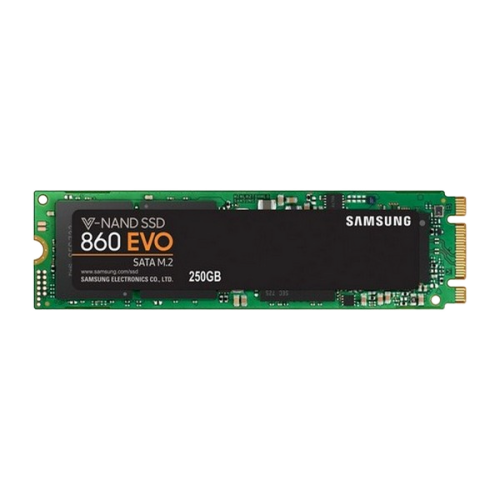 V-NAND SSD
860 EVO
SATA M.2
www.samsung.com/ssd
SAMSUNG ELECTRONICS CO., LTD.
250GB
SAMSUNG